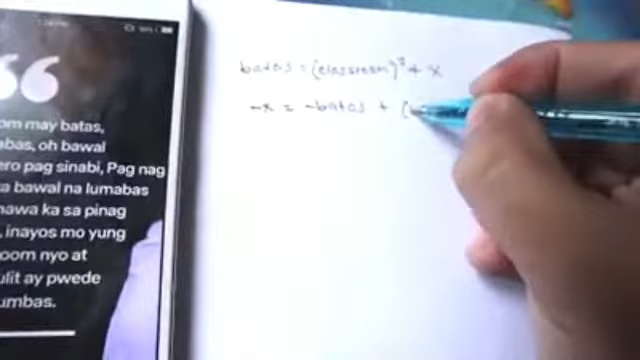 om may batas,
abas, oh bawal
ero pag sinabi, Pag nag
a bawal na lumabas
nawa ka sa pinag
, inayos mo yung
oom nyo at
ulit ay pwede
umbas.
batas = (classroom)² + x
-x = -batas + (